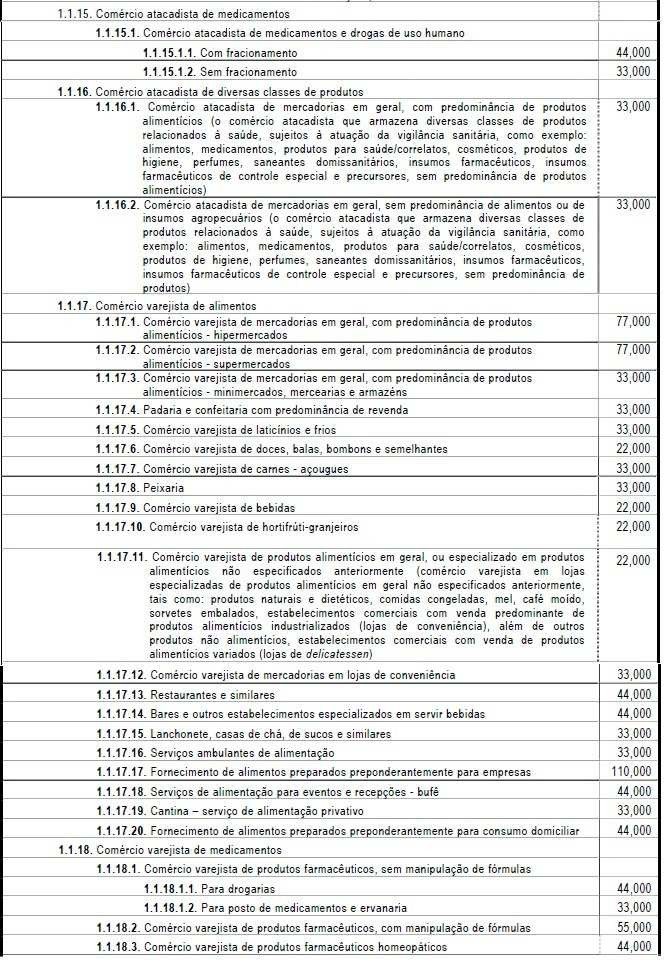 1.1.15. Comércio atacadista de medicamentos
1.1.15.1. Comércio atacadista de medicamentos e drogas de uso humano
1.1.15.1.1. Com fracionamento 44,000
1.1.15.1.2. Sem fracionamento 33,000
1.1.16. Comércio atacadista de diversas classes de produtos
1.1.16.1. Comércio atacadista de mercadorias em geral, com predominância de produtos 33,000
alimentícios (o comércio atacadista que armazena diversas classes de produtos
relacionados à saúde, sujeitos à atuação da vigilância sanitária, como exemplo:
alimentos, medicamentos, produtos para saúde/correlatos, cosméticos, produtos de
higiene, perfumes, saneantes domissanitários, insumos farmacêuticos, insumos
farmacêuticos de controle especial e precursores, sem predominância de produtos
alimentícios)
1.1.16.2. Comércio atacadista de mercadorias em geral, sem predominância de alimentos ou de 33,000
insumos agropecuários (o comércio atacadista que armazena diversas classes de
produtos relacionados à saúde, sujeitos à atuação da vigilância sanitária, como
exemplo: alimentos, medicamentos, produtos para saúde/correlatos, cosméticos,
produtos de higiene, perfumes, saneantes domissanitários, insumos farmacêuticos,
insumos farmacêuticos de controle especial e precursores, sem predominância de
produtos)
1.1.17. Comércio varejista de alimentos
1.1.17.1. Comércio varejista de mercadorias em geral, com predominância de produtos 77,000
alimentícios - hipermercados
1.1.17.2. Comércio varejista de mercadorias em geral, com predominância de produtos 77,000
alimentícios - supermercados
1.1.17.3. Comércio varejista de mercadorias em geral, com predominância de produtos 33,000
alimentícios - minimercados, mercearias e armazéns
1.1.17.4. Padaria e confeitaria com predominância de revenda 33,000
1.1.17.5. Comércio varejista de laticínios e frios 33,000
1.1.17.6. Comércio varejista de doces, balas, bombons e semelhantes 22,000
1.1.17.7. Comércio varejista de carnes - açougues 33,000
1.1.17.8. Peixaria 33,000
1.1.17.9. Comércio varejista de bebidas 22,000
1.1.17.10. Comércio varejista de hortifrúti-granjeiros 22,000
1.1.17.11. Comércio varejista de produtos alimentícios em geral, ou especializado em produtos 22,000
alimentícios não especificados anteriormente (comércio varejista em lojas
especializadas de produtos alimentícios em geral não especificados anteriormente,
tais como: produtos naturais e dietéticos, comidas congeladas, mel, café moído,
sorvetes embalados, estabelecimentos comerciais com venda predominante de
produtos alimentícios industrializados (lojas de conveniência), além de outros
produtos não alimentícios, estabelecimentos comerciais com venda de produtos
alimentícios variados (lojas de delicatessen)
1.1.17.12. Comércio varejista de mercadorias em lojas de conveniência 33,000
1.1.17.13. Restaurantes e similares 44,000
1.1.17.14. Bares e outros estabelecimentos especializados em servir bebidas 44,000
1.1.17.15. Lanchonete, casas de chá, de sucos e similares 33,000
1.1.17.16. Serviços ambulantes de alimentação 33,000
1.1.17.17. Fornecimento de alimentos preparados preponderantemente para empresas 110,000
1.1.17.18. Serviços de alimentação para eventos e recepções - bufê 44,000
1.1.17.19. Cantina – serviço de alimentação privativo 33,000
1.1.17.20. Fornecimento de alimentos preparados preponderantemente para consumo domiciliar 44,000
1.1.18. Comércio varejista de medicamentos
1.1.18.1. Comércio varejista de produtos farmacêuticos, sem manipulação de fórmulas
1.1.18.1.1. Para drogarias 44,000
1.1.18.1.2. Para posto de medicamentos e ervanaria 33,000
1.1.18.2. Comércio varejista de produtos farmacêuticos, com manipulação de fórmulas 55,000
1.1.18.3. Comércio varejista de produtos farmacêuticos homeopáticos 44,000